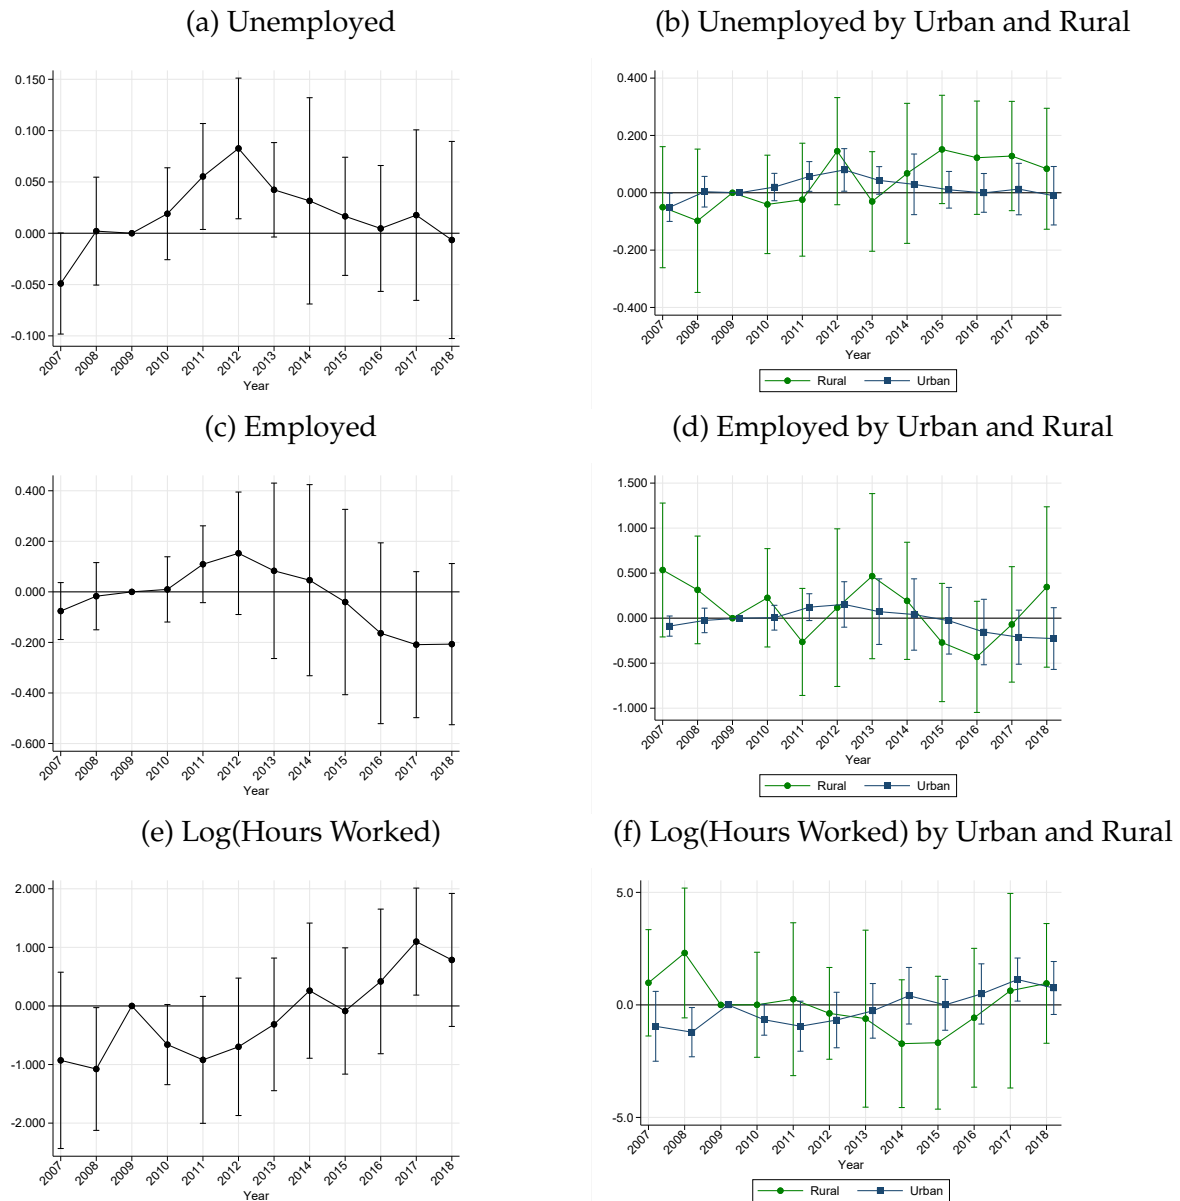 (a) Unemployed
0.150
0.100
0.050
0.000
-0.050
-0.100
2007 2008 2009 2010 2011 2012 2013 2014 2015 2016 2017 2018
Year
(b) Unemployed by Urban and Rural
0.400
0.200
0.000
-0.200
-0.400
2007 2008 2009 2010 2011 2012 2013 2014 2015 2016 2017 2018
Year
Rural Urban
(c) Employed
0.400
0.200
0.000
-0.200
-0.400
-0.600
2007 2008 2009 2010 2011 2012 2013 2014 2015 2016 2017 2018
Year
(d) Employed by Urban and Rural
1.500
1.000
0.500
0.000
-0.500
-1.000
2007 2008 2009 2010 2011 2012 2013 2014 2015 2016 2017 2018
Year
Rural Urban
(e) Log(Hours Worked)
2.000
1.000
0.000
-1.000
-2.000
2007 2008 2009 2010 2011 2012 2013 2014 2015 2016 2017 2018
Year
(f) Log(Hours Worked) by Urban and Rural
5.0
0.0
-5.0
2007 2008 2009 2010 2011 2012 2013 2014 2015 2016 2017 2018
Year
Rural Urban